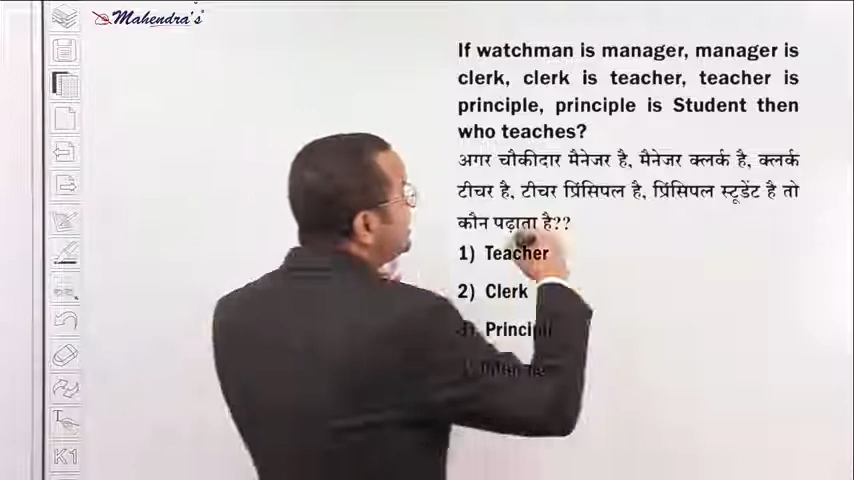 Mahendra's
If watchman is manager, manager is
clerk, clerk is teacher, teacher is
principle, principle is Student then
who teaches?
अगर चौकीदार मैनेजर है, मैनेजर क्लर्क है, क्लर्क
टीचर है, टीचर प्रिंसिपल है, प्रिंसिपल स्टूडेंट है तो
कौन पढ़ाता है??
1) Teacher
2) Clerk
K1